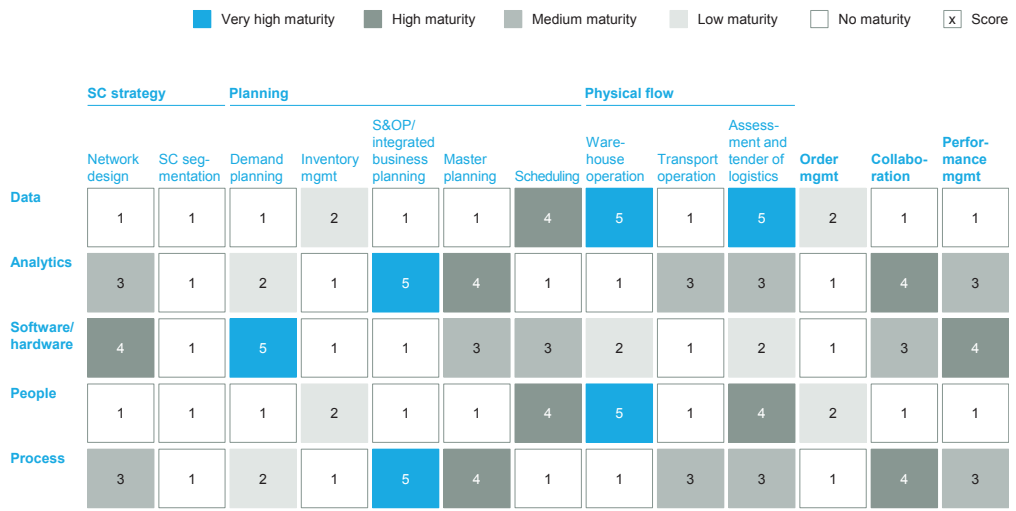 Very high maturity High maturity Medium maturity Low maturity No maturity x Score
SC strategy Planning Physical flow
Network design SC seg-mentation Demand planning Inventory mgmt S&OP/ integrated business planning Master planning Scheduling Ware-house operation Transport operation Assess-ment and tender of logistics Order mgmt Collabo-ration Perfor-mance mgmt
Data
1 1 1 2 1 1 4 5 1 5 2 1 1
Analytics
3 1 2 1 5 4 1 1 3 3 1 4 3
Software/
hardware
4 1 5 1 1 3 3 2 1 2 1 3 4
People
1 1 1 2 1 1 4 5 1 4 2 1 1
Process
3 1 2 1 5 4 1 1 3 3 1 4 3